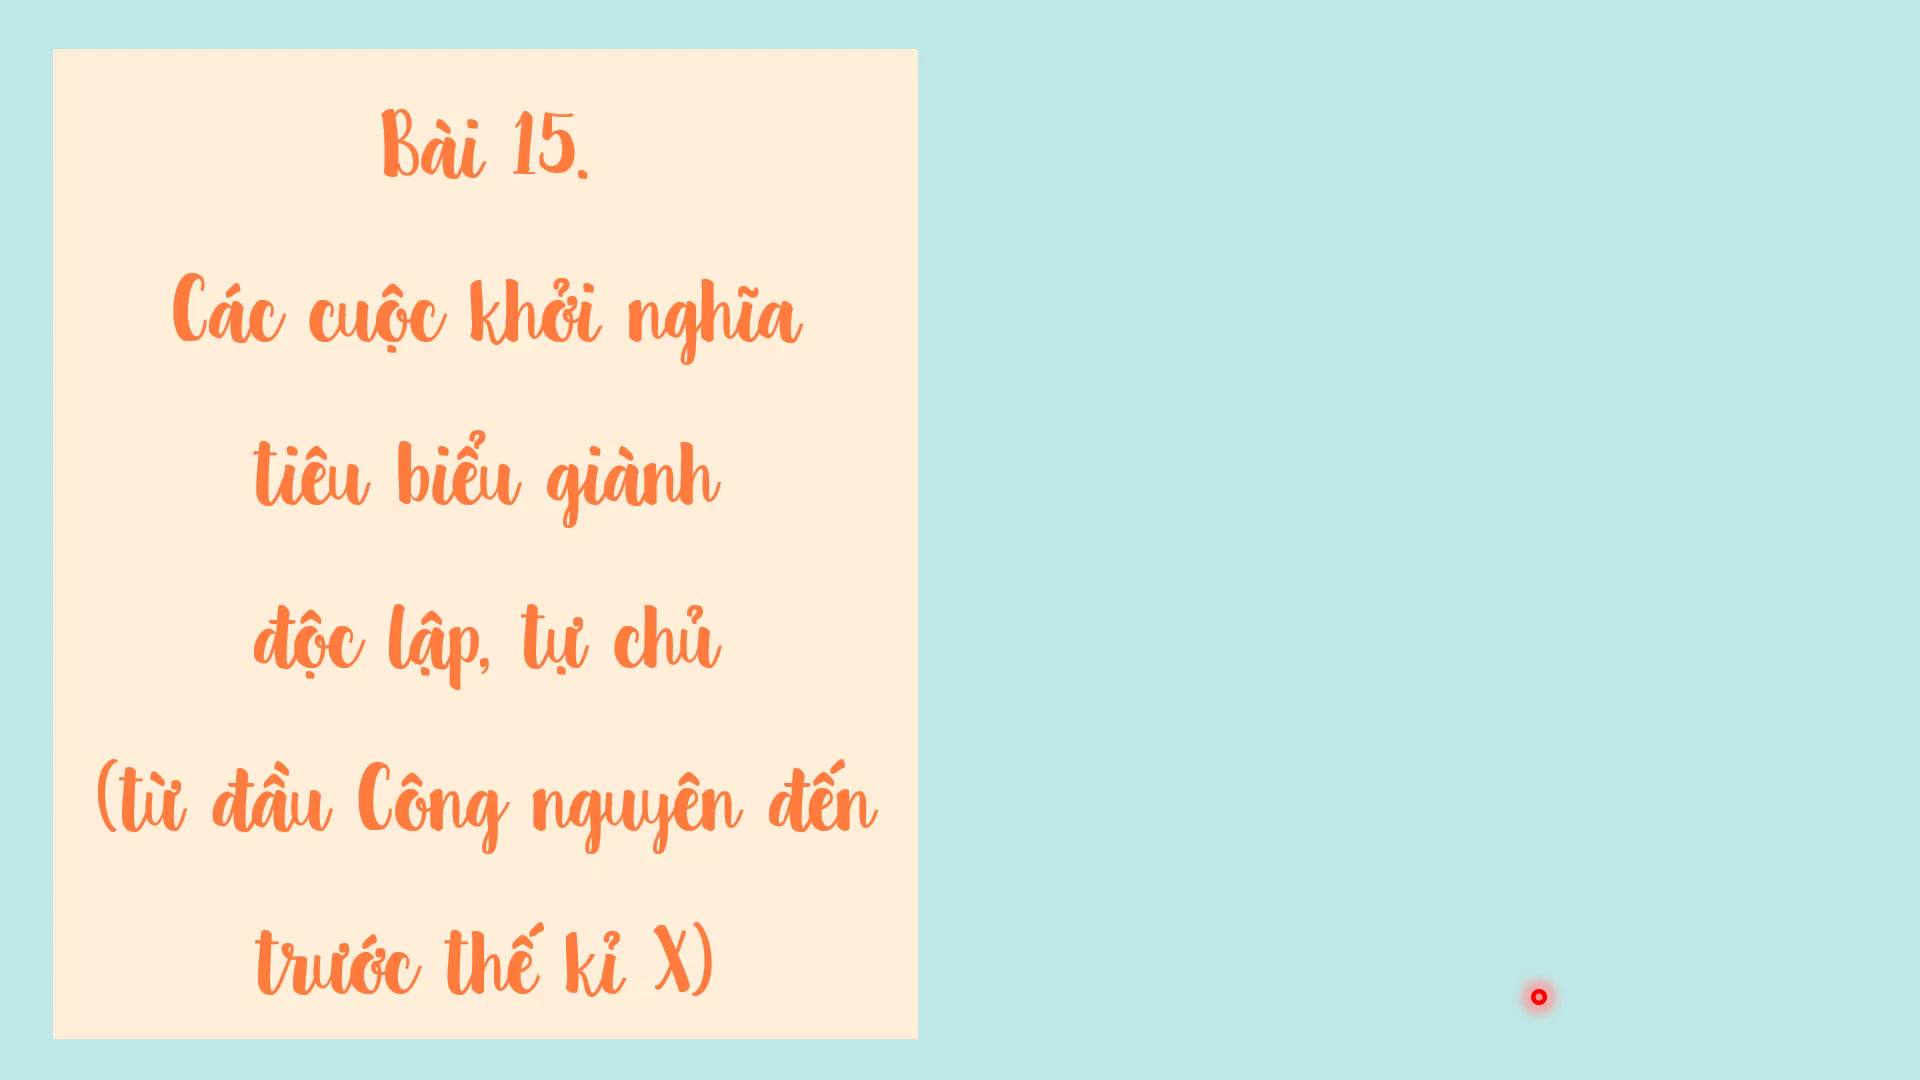 Bài 15.
Các cuộc khởi nghĩa
tiêu biểu giành
độc lập, tự chủ
(từ đầu Công nguyên đến
trước thế kỉ X)